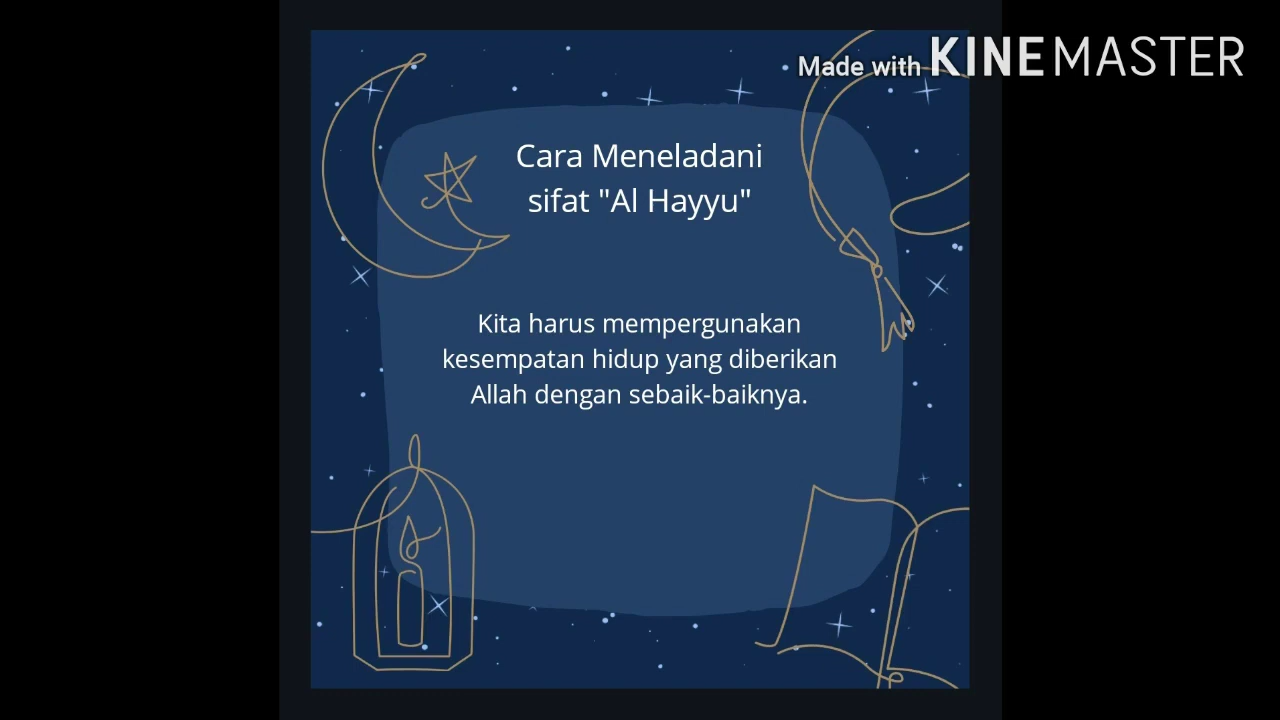 Made with KINEMASTER
Cara Meneladani
sifat "Al Hayyu"
Kita harus mempergunakan
kesempatan hidup yang diberikan
Allah dengan sebaik-baiknya.